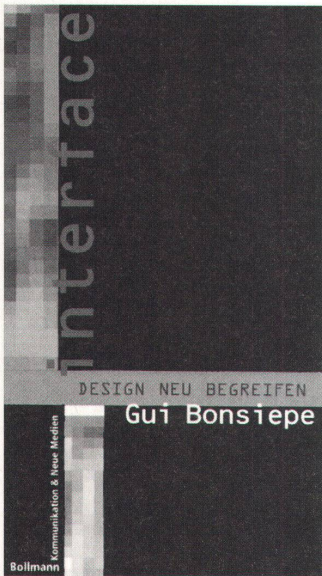 interface
DESIGN NEU BEGREIFEN
Gui Bonsiepe
Kommunikation & Neue Medien
Bollmann